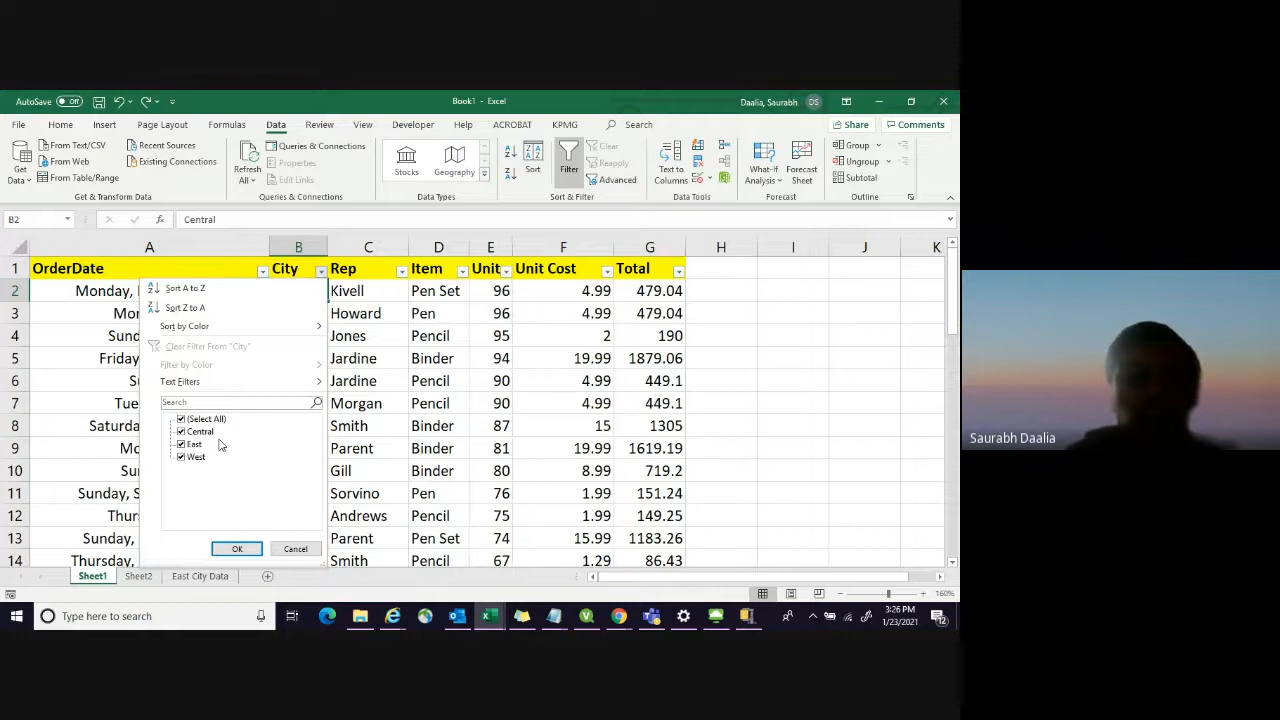 AutoSave Off Book1 - Excel Daalia, Saurabh DS
File Home Insert Page Layout Formulas Data Review View Developer Help ACROBAT KPMG Search Share Comments
Get Data From Text/CSV From Web From Table/Range Recent Sources Existing Connections
Refresh All Queries & Connections Properties Edit Links
Stocks Geography
Sort Filter Clear Reapply Advanced
Text to Columns What-If Analysis Forecast Sheet Group Ungroup Subtotal
Get & Transform Data Queries & Connections Data Types Sort & Filter Data Tools Forecast Outline
B2 fx Central
A B C D E F G H I J K
1 OrderDate City Rep Item Unit Unit Cost Total
2 Monday, Kivell Pen Set 96 4.99 479.04
3 Mon Howard Pen 96 4.99 479.04
4 Sund Jones Pencil 95 2 190
5 Friday Jardine Binder 94 19.99 1879.06
6 Su Jardine Pencil 90 4.99 449.1
7 Tue Morgan Pencil 90 4.99 449.1
8 Saturda Smith Binder 87 15 1305
9 Mo Parent Binder 81 19.99 1619.19
10 Sun Gill Binder 80 8.99 719.2
11 Sunday, S Sorvino Pen 76 1.99 151.24
12 Thur Andrews Pencil 75 1.99 149.25
13 Sunday, Parent Pen Set 74 15.99 1183.26
14 Thursday, Smith Pencil 67 1.29 86.43
Sort A to Z
Sort Z to A
Sort by Color
Clear Filter From "City"
Filter by Color
Text Filters
Search
(Select All)
Central
East
West
OK Cancel
Sheet1 Sheet2 East City Data
160%
Type here to search
3:26 PM
1/23/2021
12
Saurabh Daalia